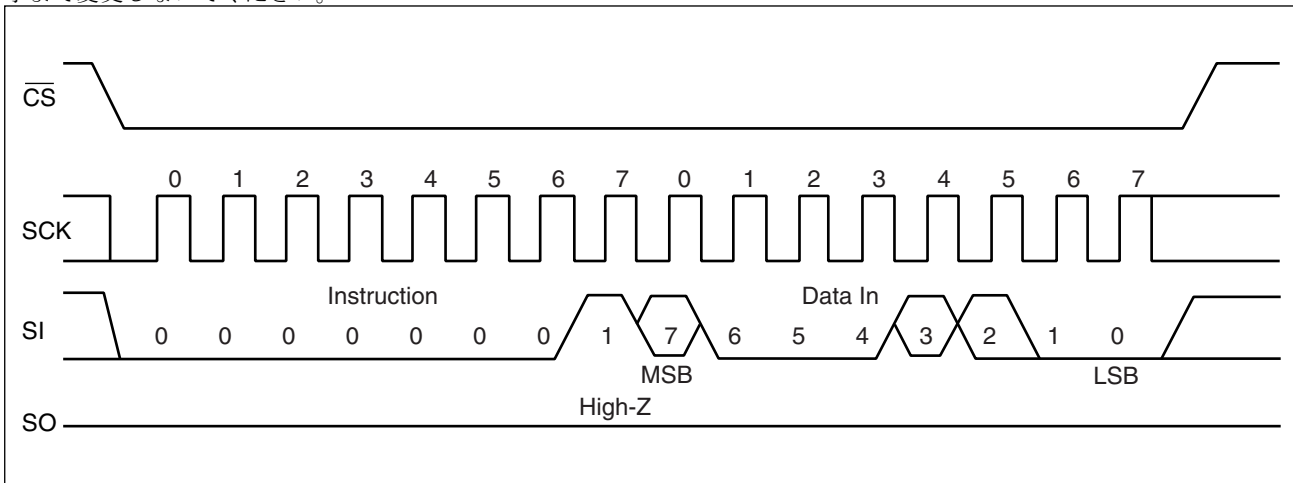 CS
0 1 2 3 4 5 6 7 0 1 2 3 4 5 6 7
SCK
Instruction Data In
SI 0 0 0 0 0 0 0 1 7 6 5 4 3 2 1 0
MSB LSB
High-Z
SO